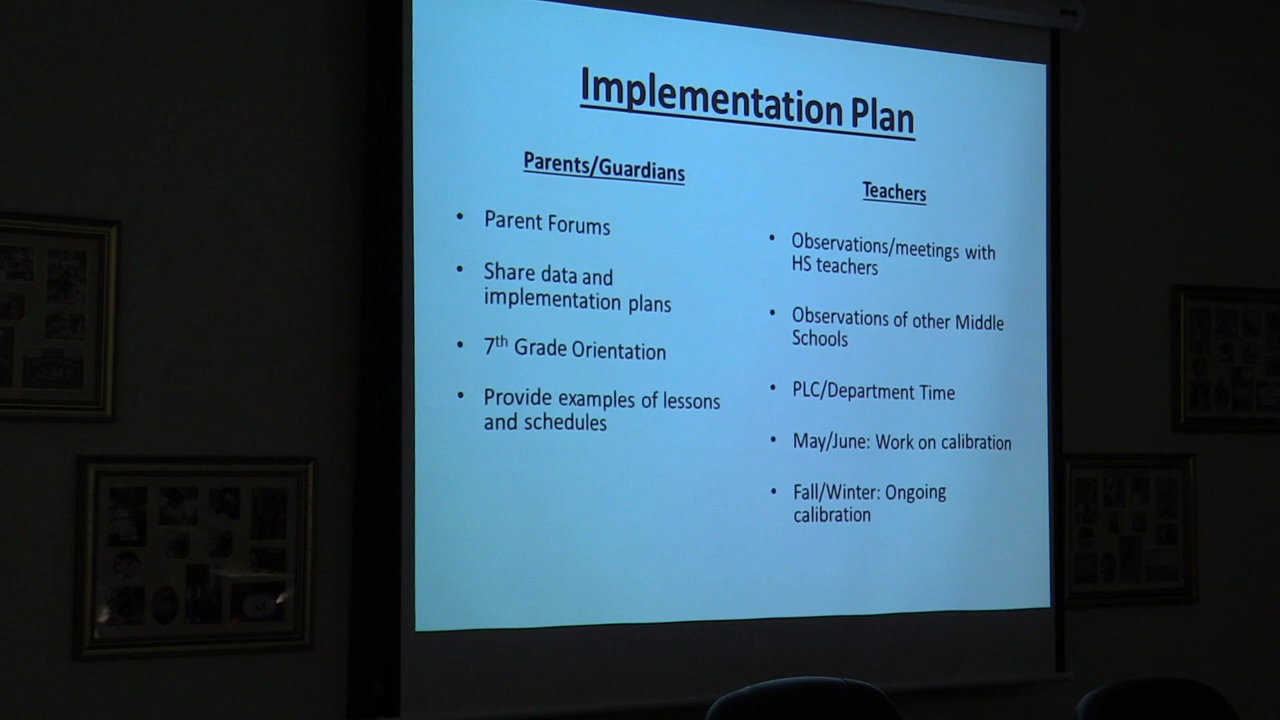 Implementation Plan
Parents/Guardians
• Parent Forums
• Share data and
implementation plans
• 7th Grade Orientation
• Provide examples of lessons
and schedules
Teachers
• Observations/meetings with
HS teachers
• Observations of other Middle
Schools
• PLC/Department Time
• May/June: Work on calibration
• Fall/Winter: Ongoing
calibration